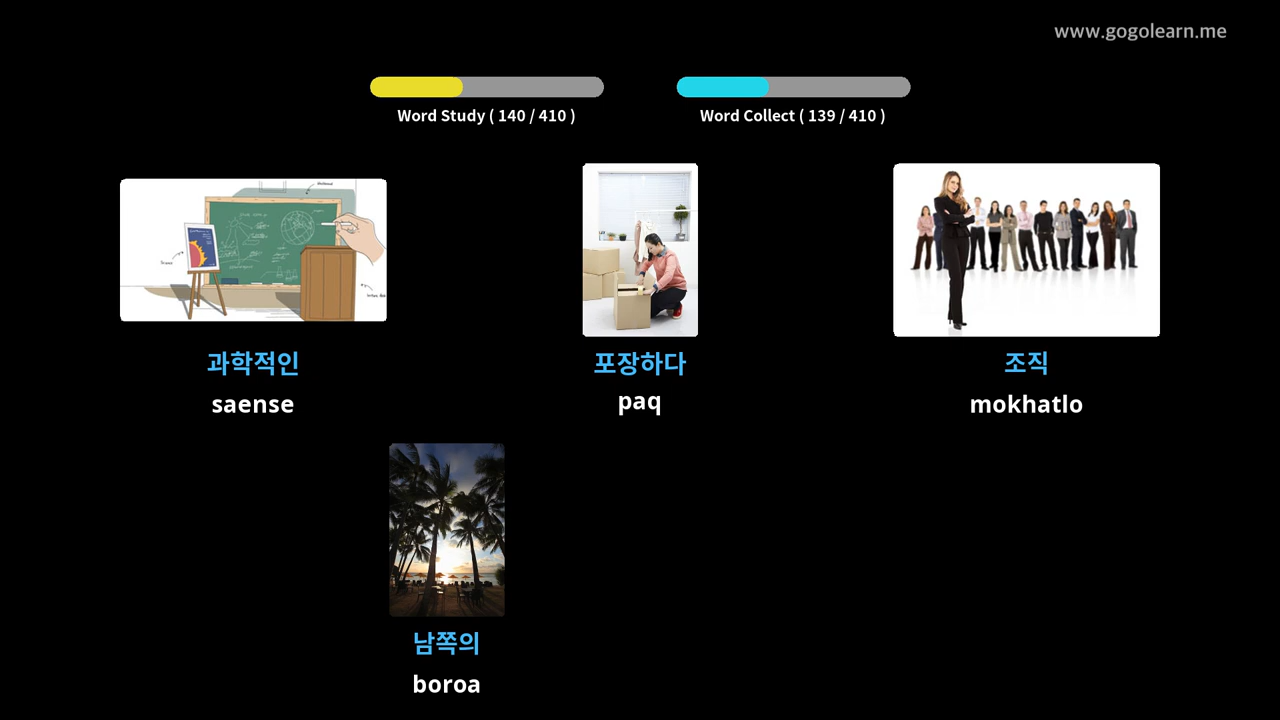 www.gogolearn.me
Word Study ( 140 / 410 )
Word Collect ( 139 / 410 )
과학적인
saense
포장하다
paq
조직
mokhatlo
남쪽의
boroa